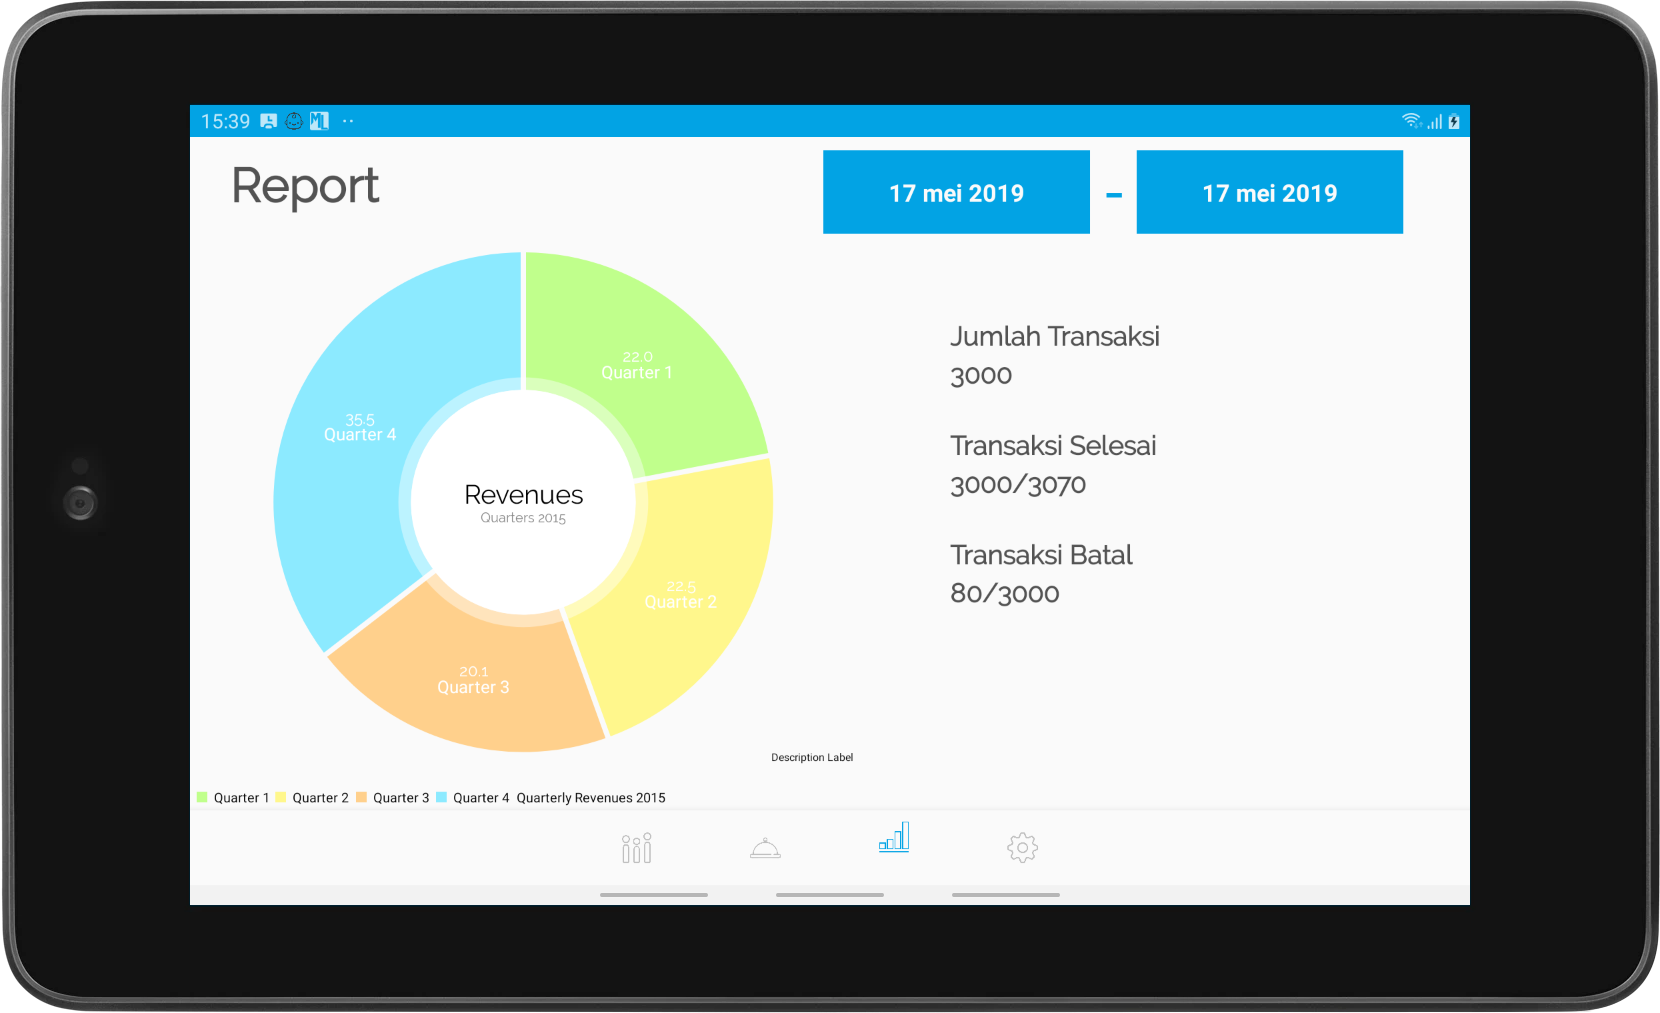 15:39
Report
17 mei 2019 - 17 mei 2019
22.0
Quarter 1
35.5
Quarter 4
Revenues
Quarters 2015
22.5
Quarter 2
20.1
Quarter 3
Description Label
Quarter 1 Quarter 2 Quarter 3 Quarter 4 Quarterly Revenues 2015
Jumlah Transaksi
3000
Transaksi Selesai
3000/3070
Transaksi Batal
80/3000